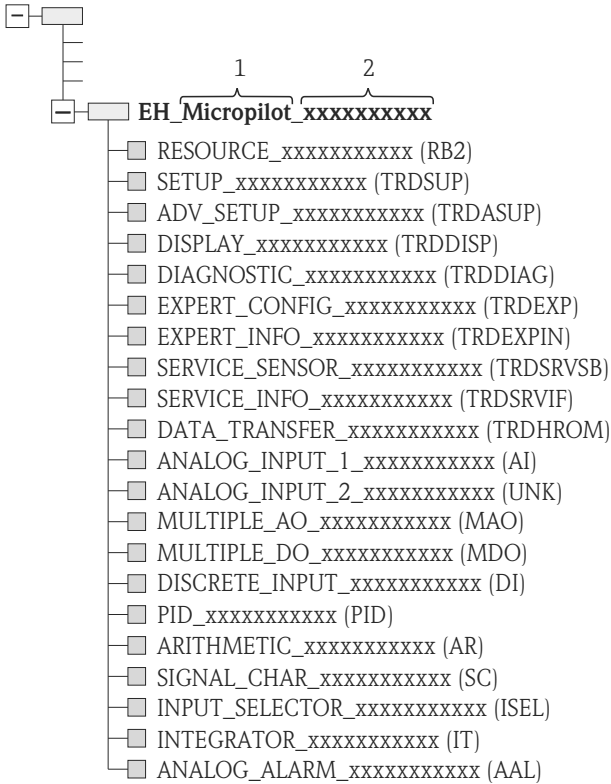 1 2
EH_Micropilot_xxxxxxxxxx
RESOURCE_xxxxxxxxxxx (RB2)
SETUP_xxxxxxxxxxx (TRDSUP)
ADV_SETUP_xxxxxxxxxxx (TRDASUP)
DISPLAY_xxxxxxxxxxx (TRDDISP)
DIAGNOSTIC_xxxxxxxxxxx (TRDDIAG)
EXPERT_CONFIG_xxxxxxxxxxx (TRDEXP)
EXPERT_INFO_xxxxxxxxxxx (TRDEXPIN)
SERVICE_SENSOR_xxxxxxxxxxx (TRDSRVSB)
SERVICE_INFO_xxxxxxxxxxx (TRDSRVIF)
DATA_TRANSFER_xxxxxxxxxxx (TRDHROM)
ANALOG_INPUT_1_xxxxxxxxxxx (AI)
ANALOG_INPUT_2_xxxxxxxxxxx (UNK)
MULTIPLE_AO_xxxxxxxxxxx (MAO)
MULTIPLE_DO_xxxxxxxxxxx (MDO)
DISCRETE_INPUT_xxxxxxxxxxx (DI)
PID_xxxxxxxxxxx (PID)
ARITHMETIC_xxxxxxxxxxx (AR)
SIGNAL_CHAR_xxxxxxxxxxx (SC)
INPUT_SELECTOR_xxxxxxxxxxx (ISEL)
INTEGRATOR_xxxxxxxxxxx (IT)
ANALOG_ALARM_xxxxxxxxxxx (AAL)